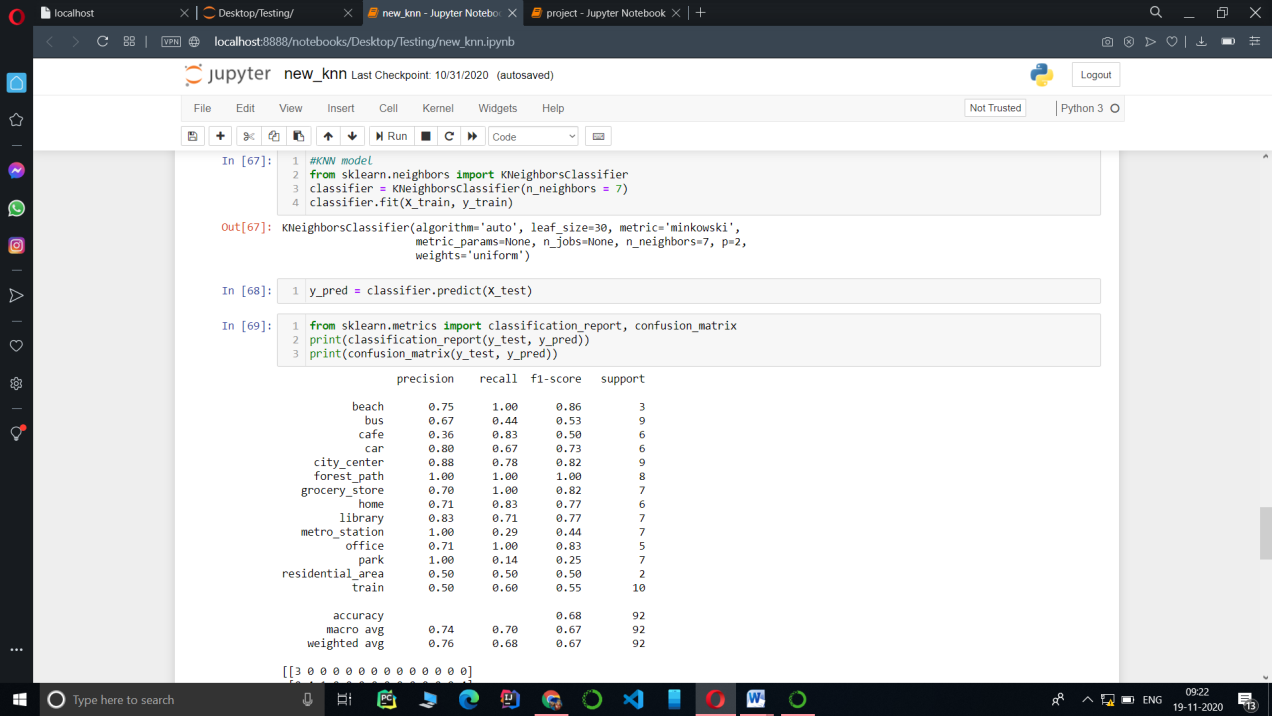 localhost
Desktop/Testing/
new_knn - Jupyter Noteboo
project - Jupyter Notebook
VPN
localhost:8888/notebooks/Desktop/Testing/new_knn.ipynb
jupyter new_knn Last Checkpoint: 10/31/2020 (autosaved)
Logout
File Edit View Insert Cell Kernel Widgets Help
Not Trusted
Python 3
Run
Code
In [67]:
1 #KNN model
2 from sklearn.neighbors import KNeighborsClassifier
3 classifier = KNeighborsClassifier(n_neighbors = 7)
4 classifier.fit(X_train, y_train)
Out[67]: KNeighborsClassifier(algorithm='auto', leaf_size=30, metric='minkowski',
metric_params=None, n_jobs=None, n_neighbors=7, p=2,
weights='uniform')
In [68]: 1 y_pred = classifier.predict(X_test)
In [69]: 1 from sklearn.metrics import classification_report, confusion_matrix
2 print(classification_report(y_test, y_pred))
3 print(confusion_matrix(y_test, y_pred))
precision recall f1-score support
beach 0.75 1.00 0.86 3
bus 0.67 0.44 0.53 9
cafe 0.36 0.83 0.50 6
car 0.80 0.67 0.73 6
city_center 0.88 0.78 0.82 9
forest_path 1.00 1.00 1.00 8
grocery_store 0.70 1.00 0.82 7
home 0.71 0.83 0.77 6
library 0.83 0.71 0.77 7
metro_station 1.00 0.29 0.44 7
office 0.71 1.00 0.83 5
park 1.00 0.14 0.25 7
residential_area 0.50 0.50 0.50 2
train 0.50 0.60 0.55 10
accuracy 0.68 92
macro avg 0.74 0.70 0.67 92
weighted avg 0.76 0.68 0.67 92
[[3 0 0 0 0 0 0 0 0 0 0 0 0 0]
Type here to search
ENG
09:22
19-11-2020
13